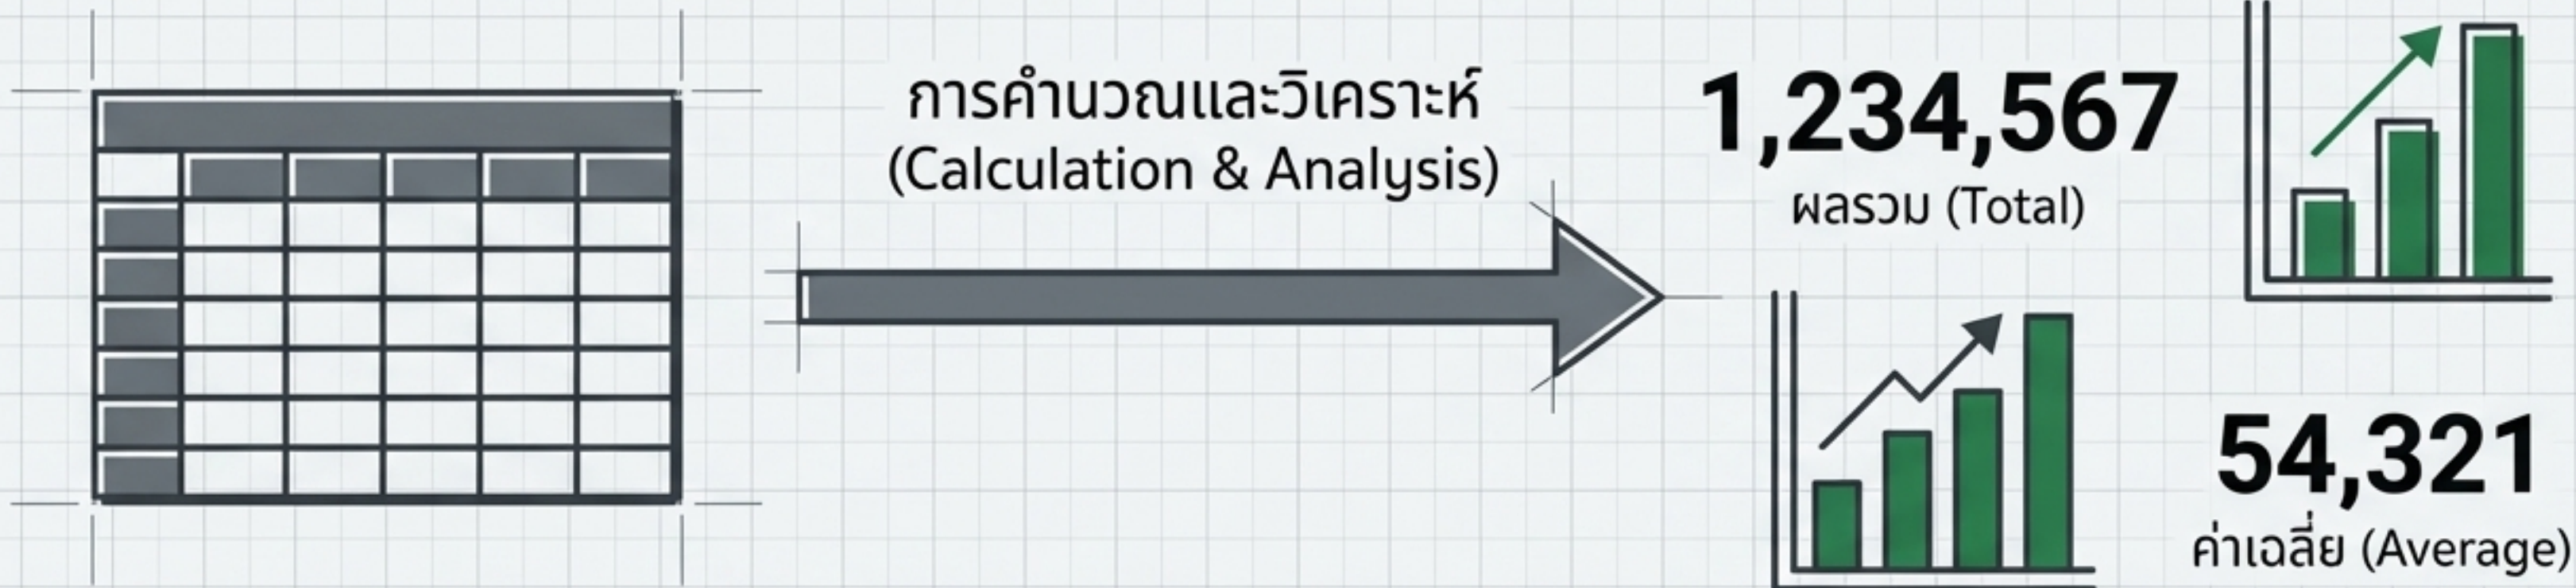 การคำนวณและวิเคราะห์
(Calculation & Analysis)
1,234,567
ผลรวม (Total)
54,321
ค่าเฉลี่ย (Average)